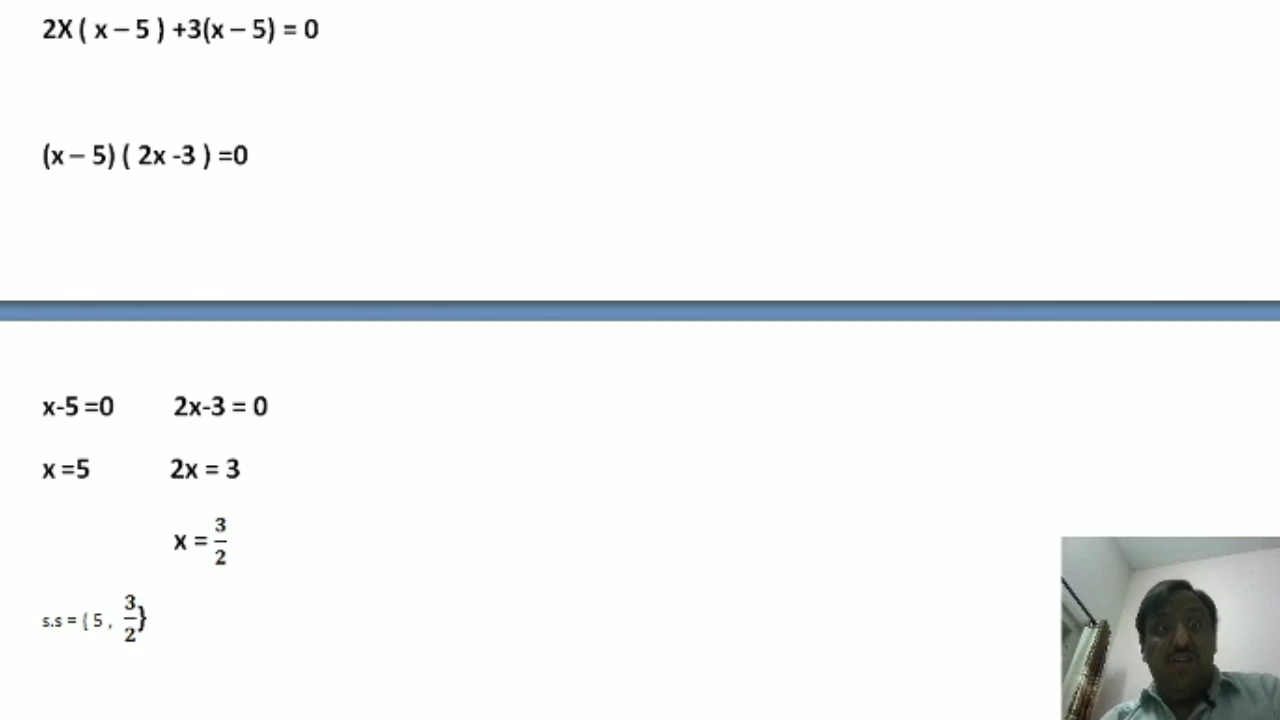 2X ( x – 5 ) +3(x – 5) = 0
(x – 5) ( 2x -3 ) =0
x-5 =0 2x-3 = 0
x =5 2x = 3
x = 3/2
s.s = { 5 , 3/2}